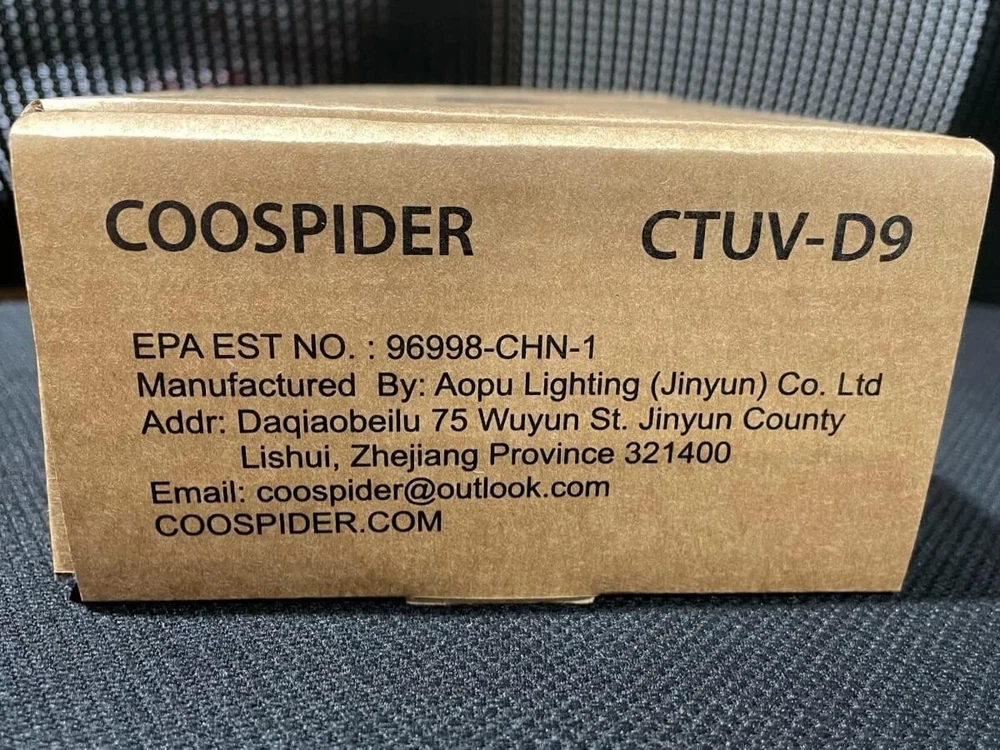 COOSPIDER CTUV-D9
EPA EST NO. : 96998-CHN-1
Manufactured By: Aopu Lighting (Jinyun) Co. Ltd
Addr: Daqiaobeilu 75 Wuyun St. Jinyun County
Lishui, Zhejiang Province 321400
Email: coospider@outlook.com
COOSPIDER.COM